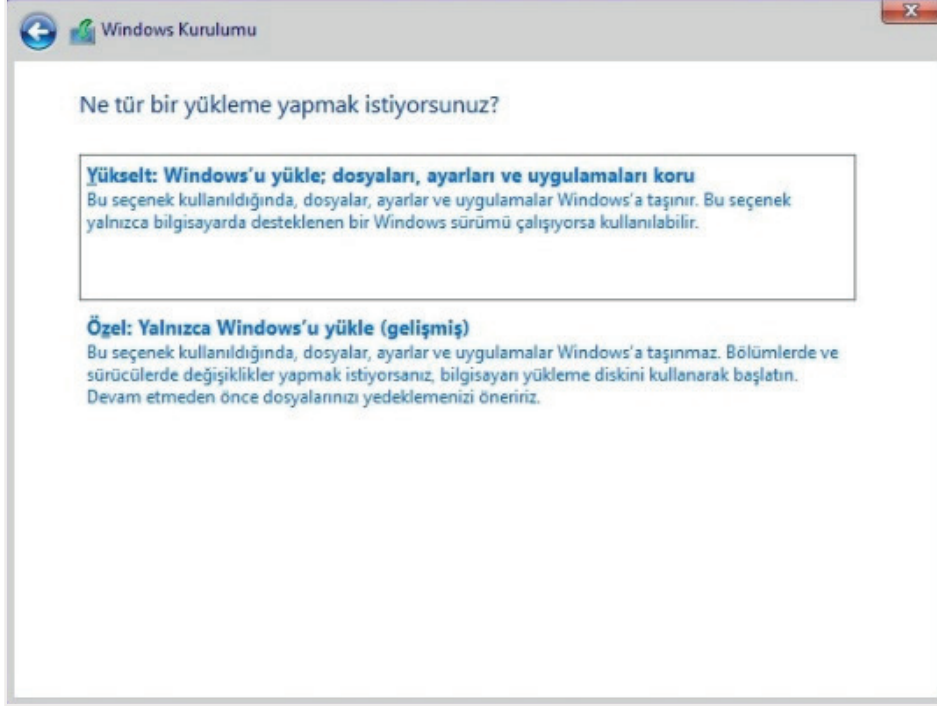 Windows Kurulumu
Ne tür bir yükleme yapmak istiyorsunuz?
Yükselt: Windows'u yükle; dosyaları, ayarları ve uygulamaları koru
Bu seçenek kullanıldığında, dosyalar, ayarlar ve uygulamalar Windows'a taşınır. Bu seçenek
yalnızca bilgisayarda desteklenen bir Windows sürümü çalışıyorsa kullanılabilir.
Özel: Yalnızca Windows'u yükle (gelişmiş)
Bu seçenek kullanıldığında, dosyalar, ayarlar ve uygulamalar Windows'a taşınmaz. Bölümlerde ve
sürücülerde değişiklikler yapmak istiyorsanız, bilgisayarı yükleme diskini kullanarak başlatın.
Devam etmeden önce dosyalarınızı yedeklemenizi öneririz.